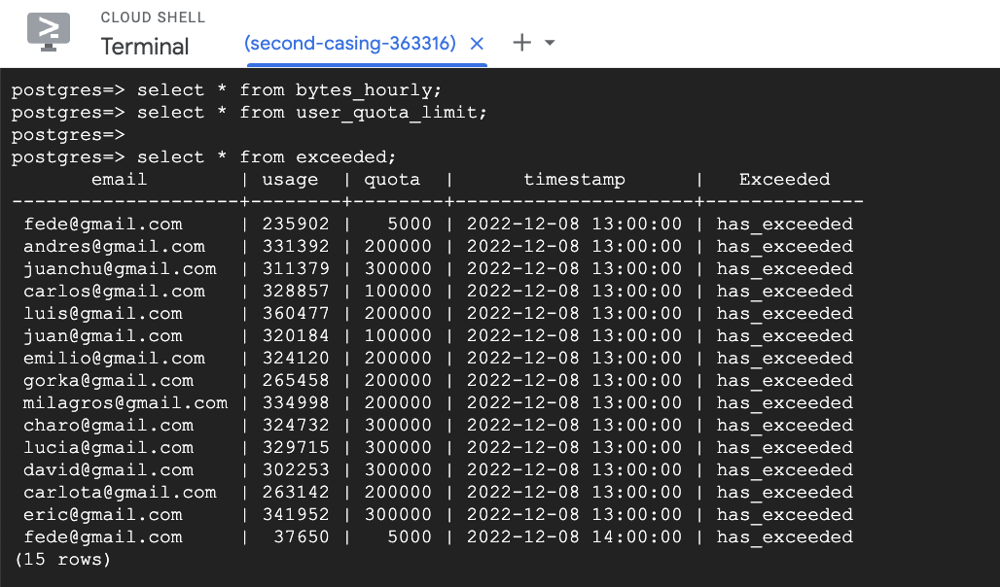 CLOUD SHELL
Terminal (second-casing-363316) × +
postgres=> select * from bytes_hourly;
postgres=> select * from user_quota_limit;
postgres=>
postgres=> select * from exceeded;
       email        | usage  | quota  |      timestamp      |   Exceeded
--------------------+--------+--------+---------------------+--------------
 fede@gmail.com     | 235902 |   5000 | 2022-12-08 13:00:00 | has_exceeded
 andres@gmail.com   | 331392 | 200000 | 2022-12-08 13:00:00 | has_exceeded
 juanchu@gmail.com  | 311379 | 300000 | 2022-12-08 13:00:00 | has_exceeded
 carlos@gmail.com   | 328857 | 100000 | 2022-12-08 13:00:00 | has_exceeded
 luis@gmail.com     | 360477 | 200000 | 2022-12-08 13:00:00 | has_exceeded
 juan@gmail.com     | 320184 | 100000 | 2022-12-08 13:00:00 | has_exceeded
 emilio@gmail.com   | 324120 | 200000 | 2022-12-08 13:00:00 | has_exceeded
 gorka@gmail.com    | 265458 | 200000 | 2022-12-08 13:00:00 | has_exceeded
 milagros@gmail.com | 334998 | 200000 | 2022-12-08 13:00:00 | has_exceeded
 charo@gmail.com    | 324732 | 300000 | 2022-12-08 13:00:00 | has_exceeded
 lucia@gmail.com    | 329715 | 300000 | 2022-12-08 13:00:00 | has_exceeded
 david@gmail.com    | 302253 | 300000 | 2022-12-08 13:00:00 | has_exceeded
 carlota@gmail.com  | 263142 | 200000 | 2022-12-08 13:00:00 | has_exceeded
 eric@gmail.com     | 341952 | 300000 | 2022-12-08 13:00:00 | has_exceeded
 fede@gmail.com     |  37650 |   5000 | 2022-12-08 14:00:00 | has_exceeded
(15 rows)